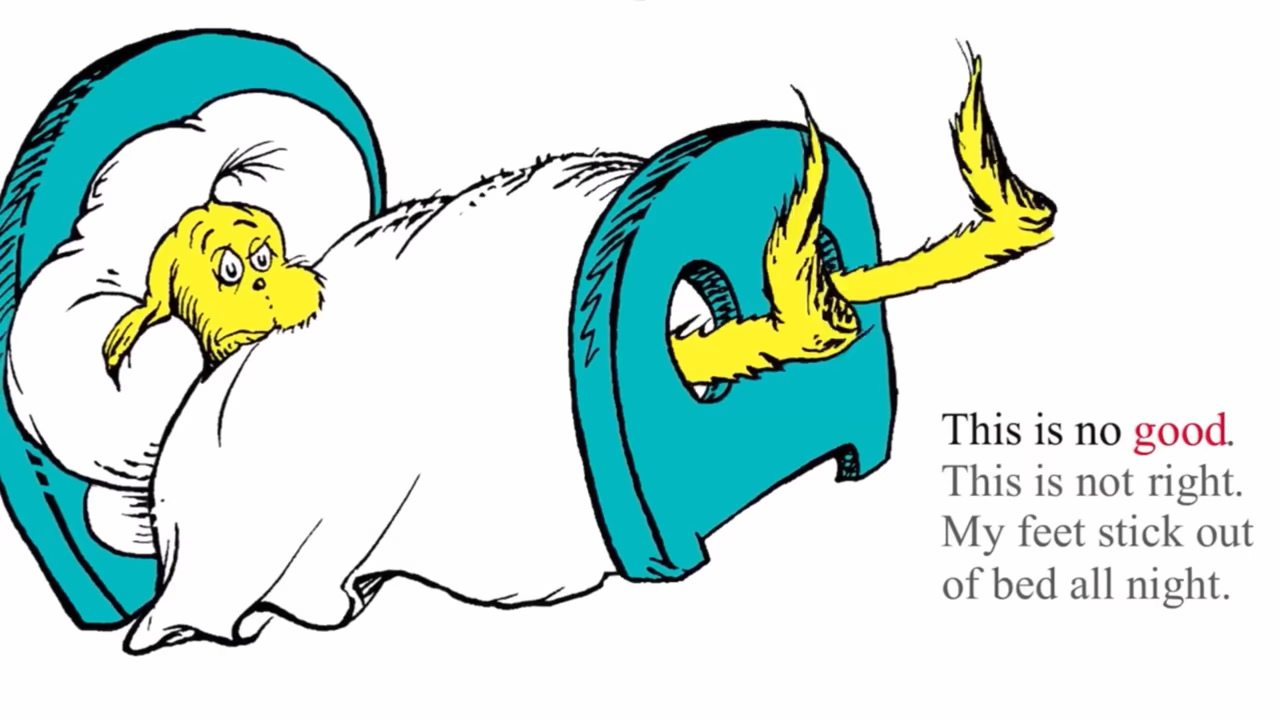 This is no good.
This is not right.
My feet stick out
of bed all night.